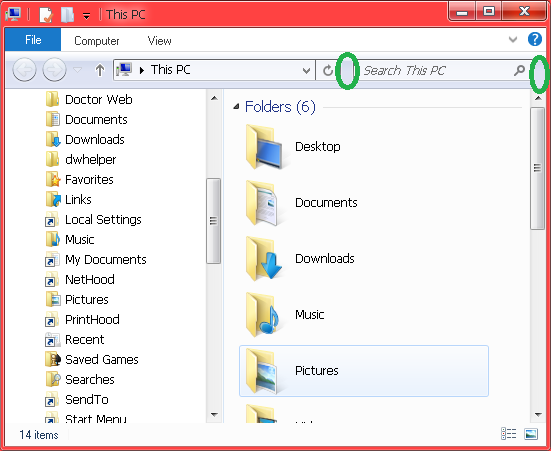 This PC
File Computer View
This PC Search This PC
Doctor Web
Documents
Downloads
dwhelper
Favorites
Links
Local Settings
Music
My Documents
NetHood
Pictures
PrintHood
Recent
Saved Games
Searches
SendTo
Start Menu
Folders (6)
Desktop
Documents
Downloads
Music
Pictures
14 items